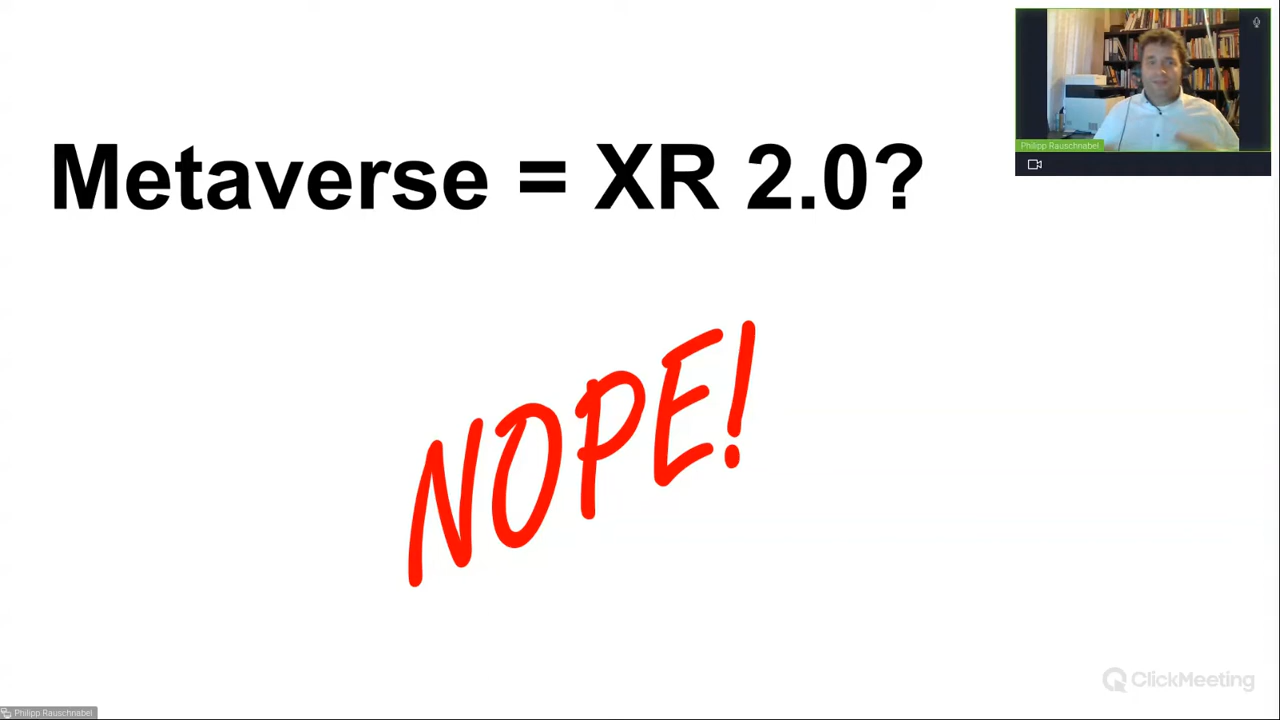 Metaverse = XR 2.0?
Philipp Rauschnabel
NOPE!
ClickMeeting
Philipp Rauschnabel